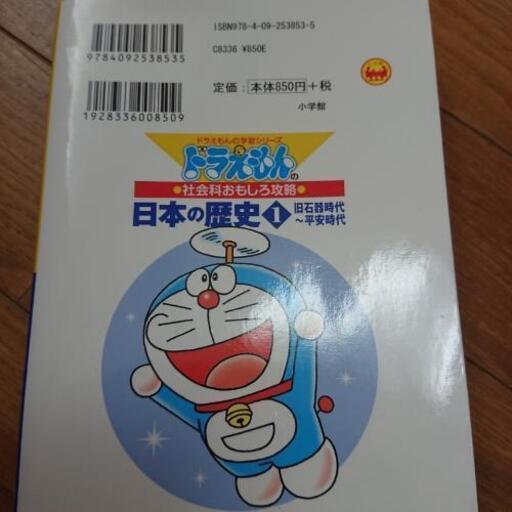 ISBN978-4-09-253853-5
C8336 ¥850E
9784092538535
定価：本体850円＋税
1928336008509
小学館
ドラえもんの学習シリーズ
ドラえもんの
●社会科おもしろ攻略●
日本の歴史1 旧石器時代
～平安時代